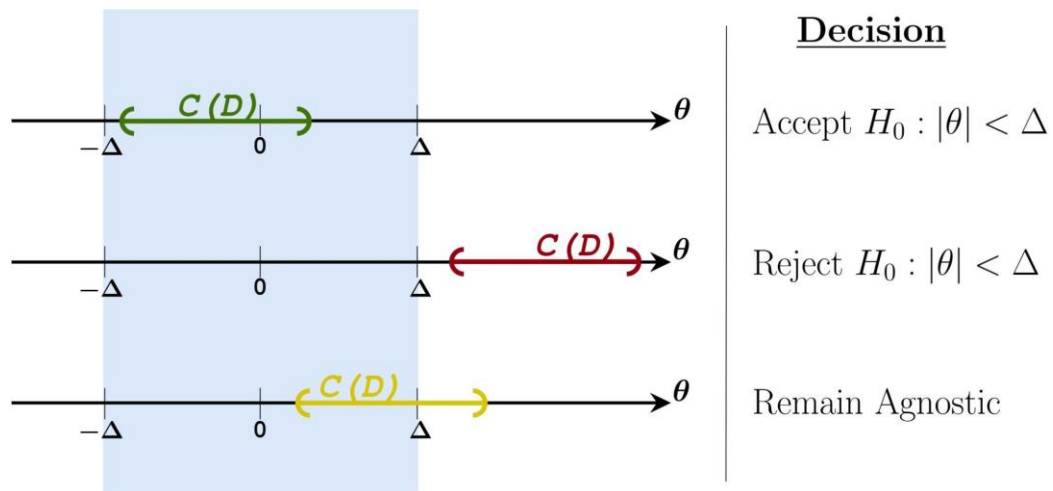 Decision
C(D)
θ
−Δ 0 Δ
Accept H₀ : |θ| < Δ
C(D)
θ
−Δ 0 Δ
Reject H₀ : |θ| < Δ
C(D)
θ
−Δ 0 Δ
Remain Agnostic